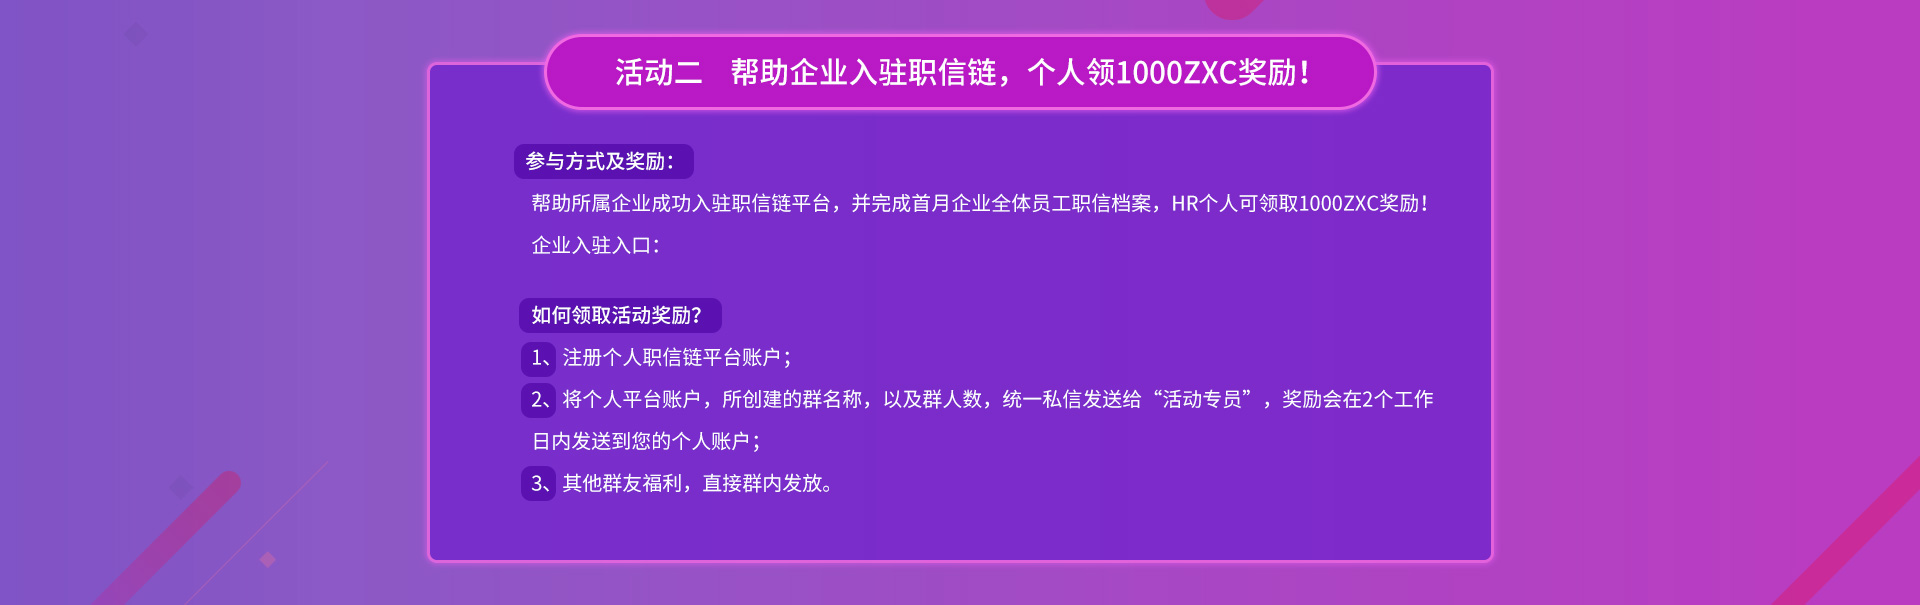 活动二 帮助企业入驻职信链，个人领1000ZXC奖励！
参与方式及奖励：
帮助所属企业成功入驻职信链平台，并完成首月企业全体员工职信档案，HR个人可领取1000ZXC奖励！
企业入驻入口：
如何领取活动奖励？
1、注册个人职信链平台账户；
2、将个人平台账户，所创建的群名称，以及群人数，统一私信发送给“活动专员”，奖励会在2个工作
日内发送到您的个人账户；
3、其他群友福利，直接群内发放。